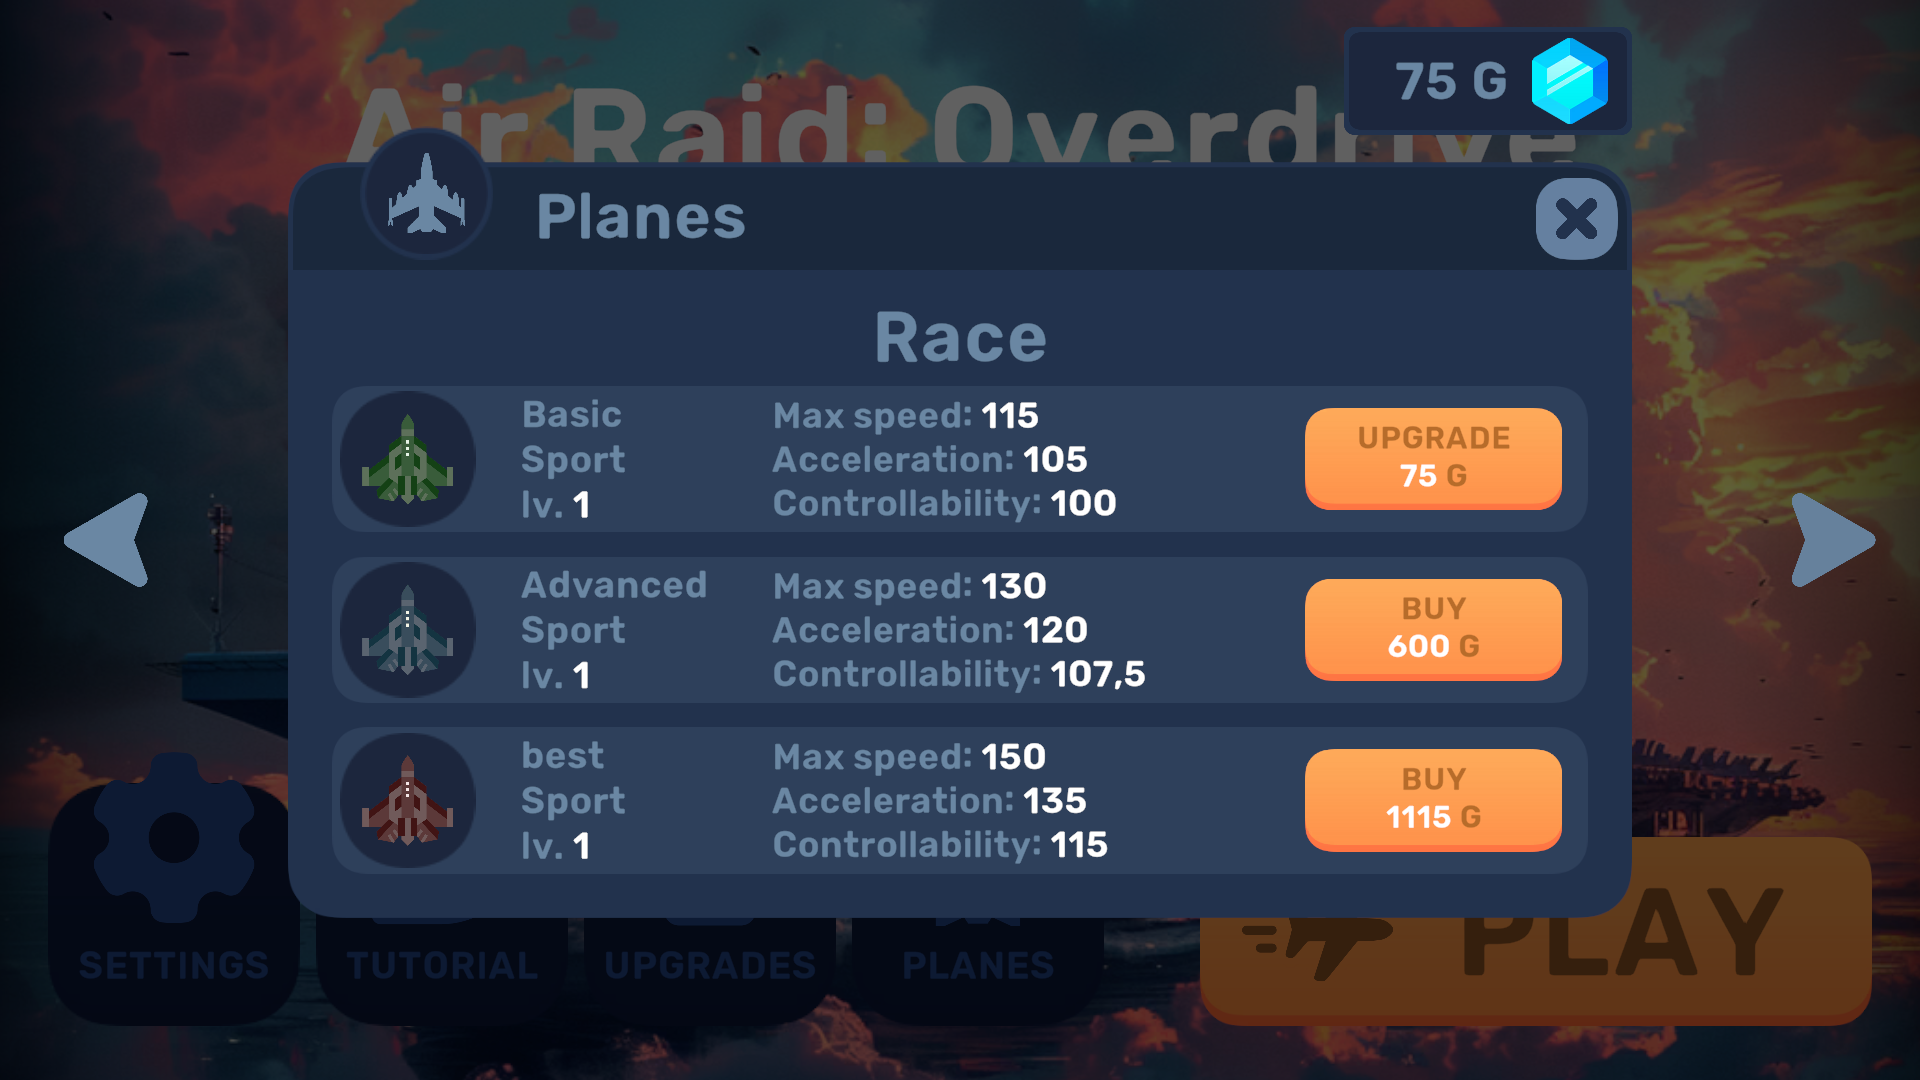 75 G
Air Raid: Overdrive
Planes
Race
Basic
Sport
lv. 1
Max speed: 115
Acceleration: 105
Controllability: 100
UPGRADE
75 G
Advanced
Sport
lv. 1
Max speed: 130
Acceleration: 120
Controllability: 107,5
BUY
600 G
best
Sport
lv. 1
Max speed: 150
Acceleration: 135
Controllability: 115
BUY
1115 G
SETTINGS
TUTORIAL
UPGRADES
PLANES
PLAY